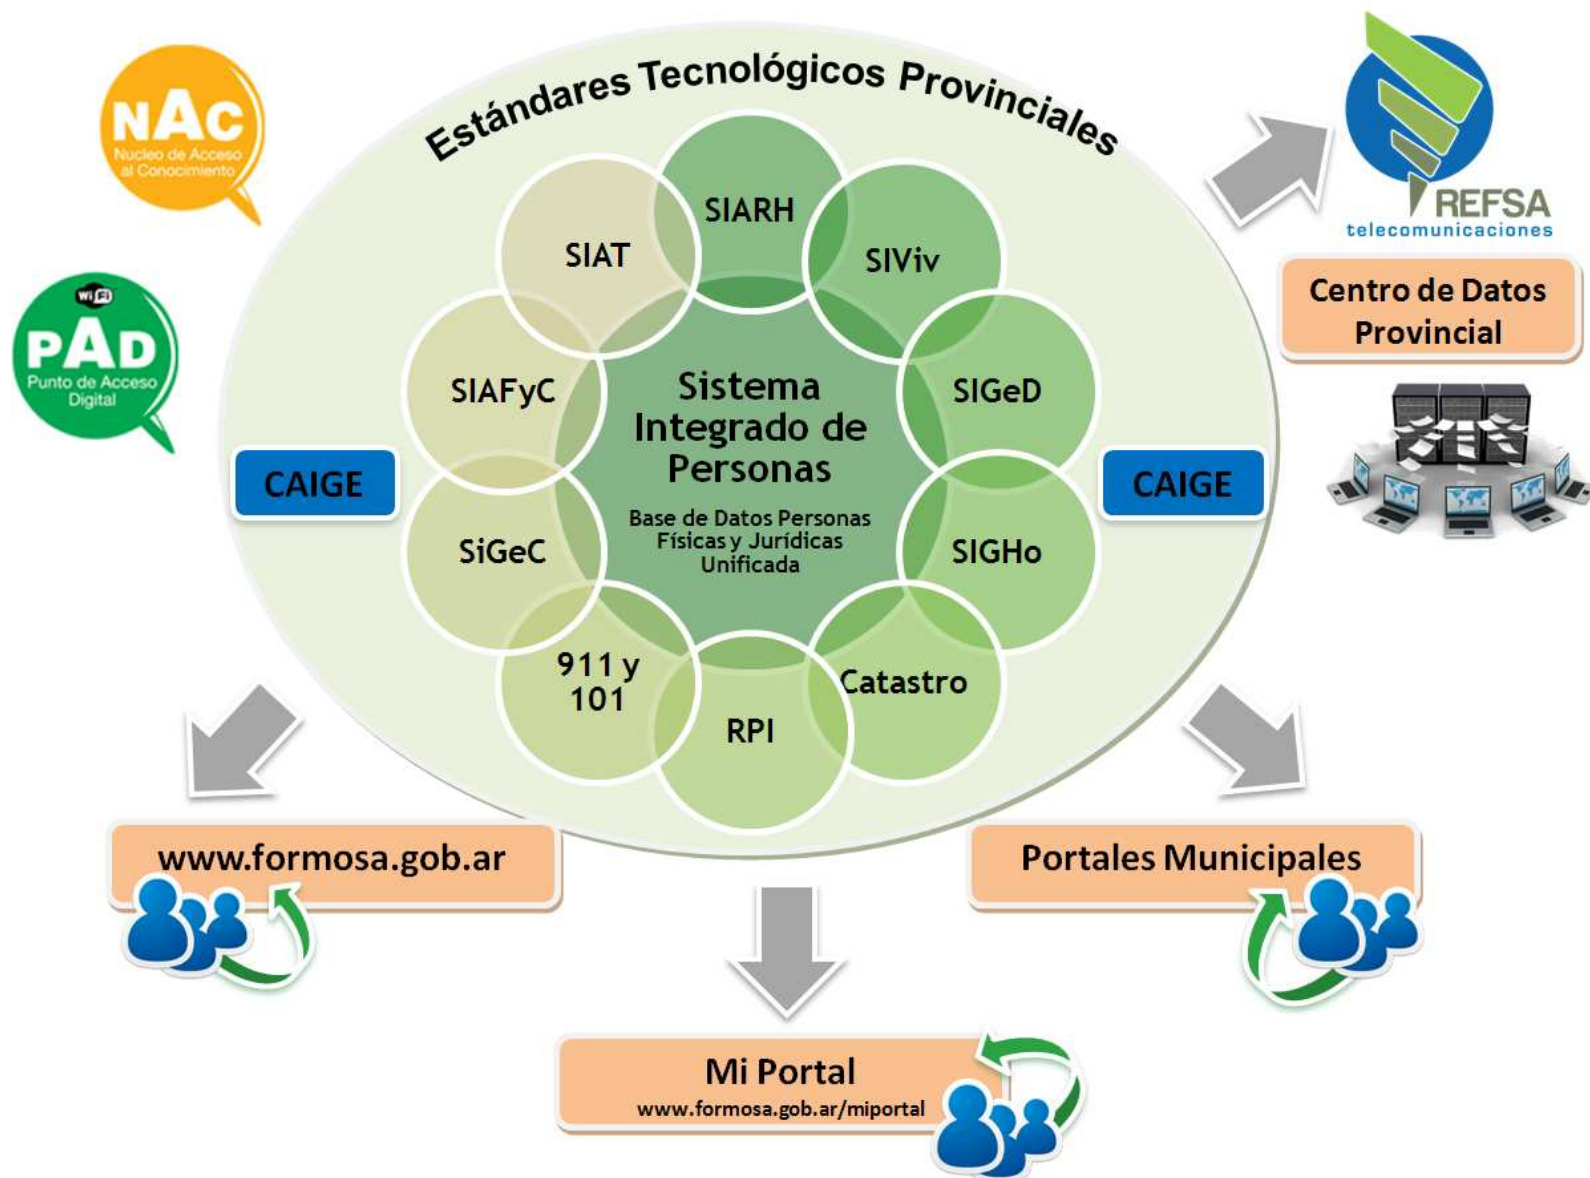 Estándares Tecnológicos Provinciales
NAC
Nucleo de Acceso
al Conocimiento
WiFi
PAD
Punto de Acceso
Digital
REFSA
telecomunicaciones
Centro de Datos
Provincial
SIARH
SIViv
SIGeD
SIGHo
Catastro
RPI
911 y
101
SiGeC
SIAFyC
SIAT
Sistema
Integrado de
Personas
Base de Datos Personas
Físicas y Jurídicas
Unificada
CAIGE
CAIGE
www.formosa.gob.ar
Portales Municipales
Mi Portal
www.formosa.gob.ar/miportal